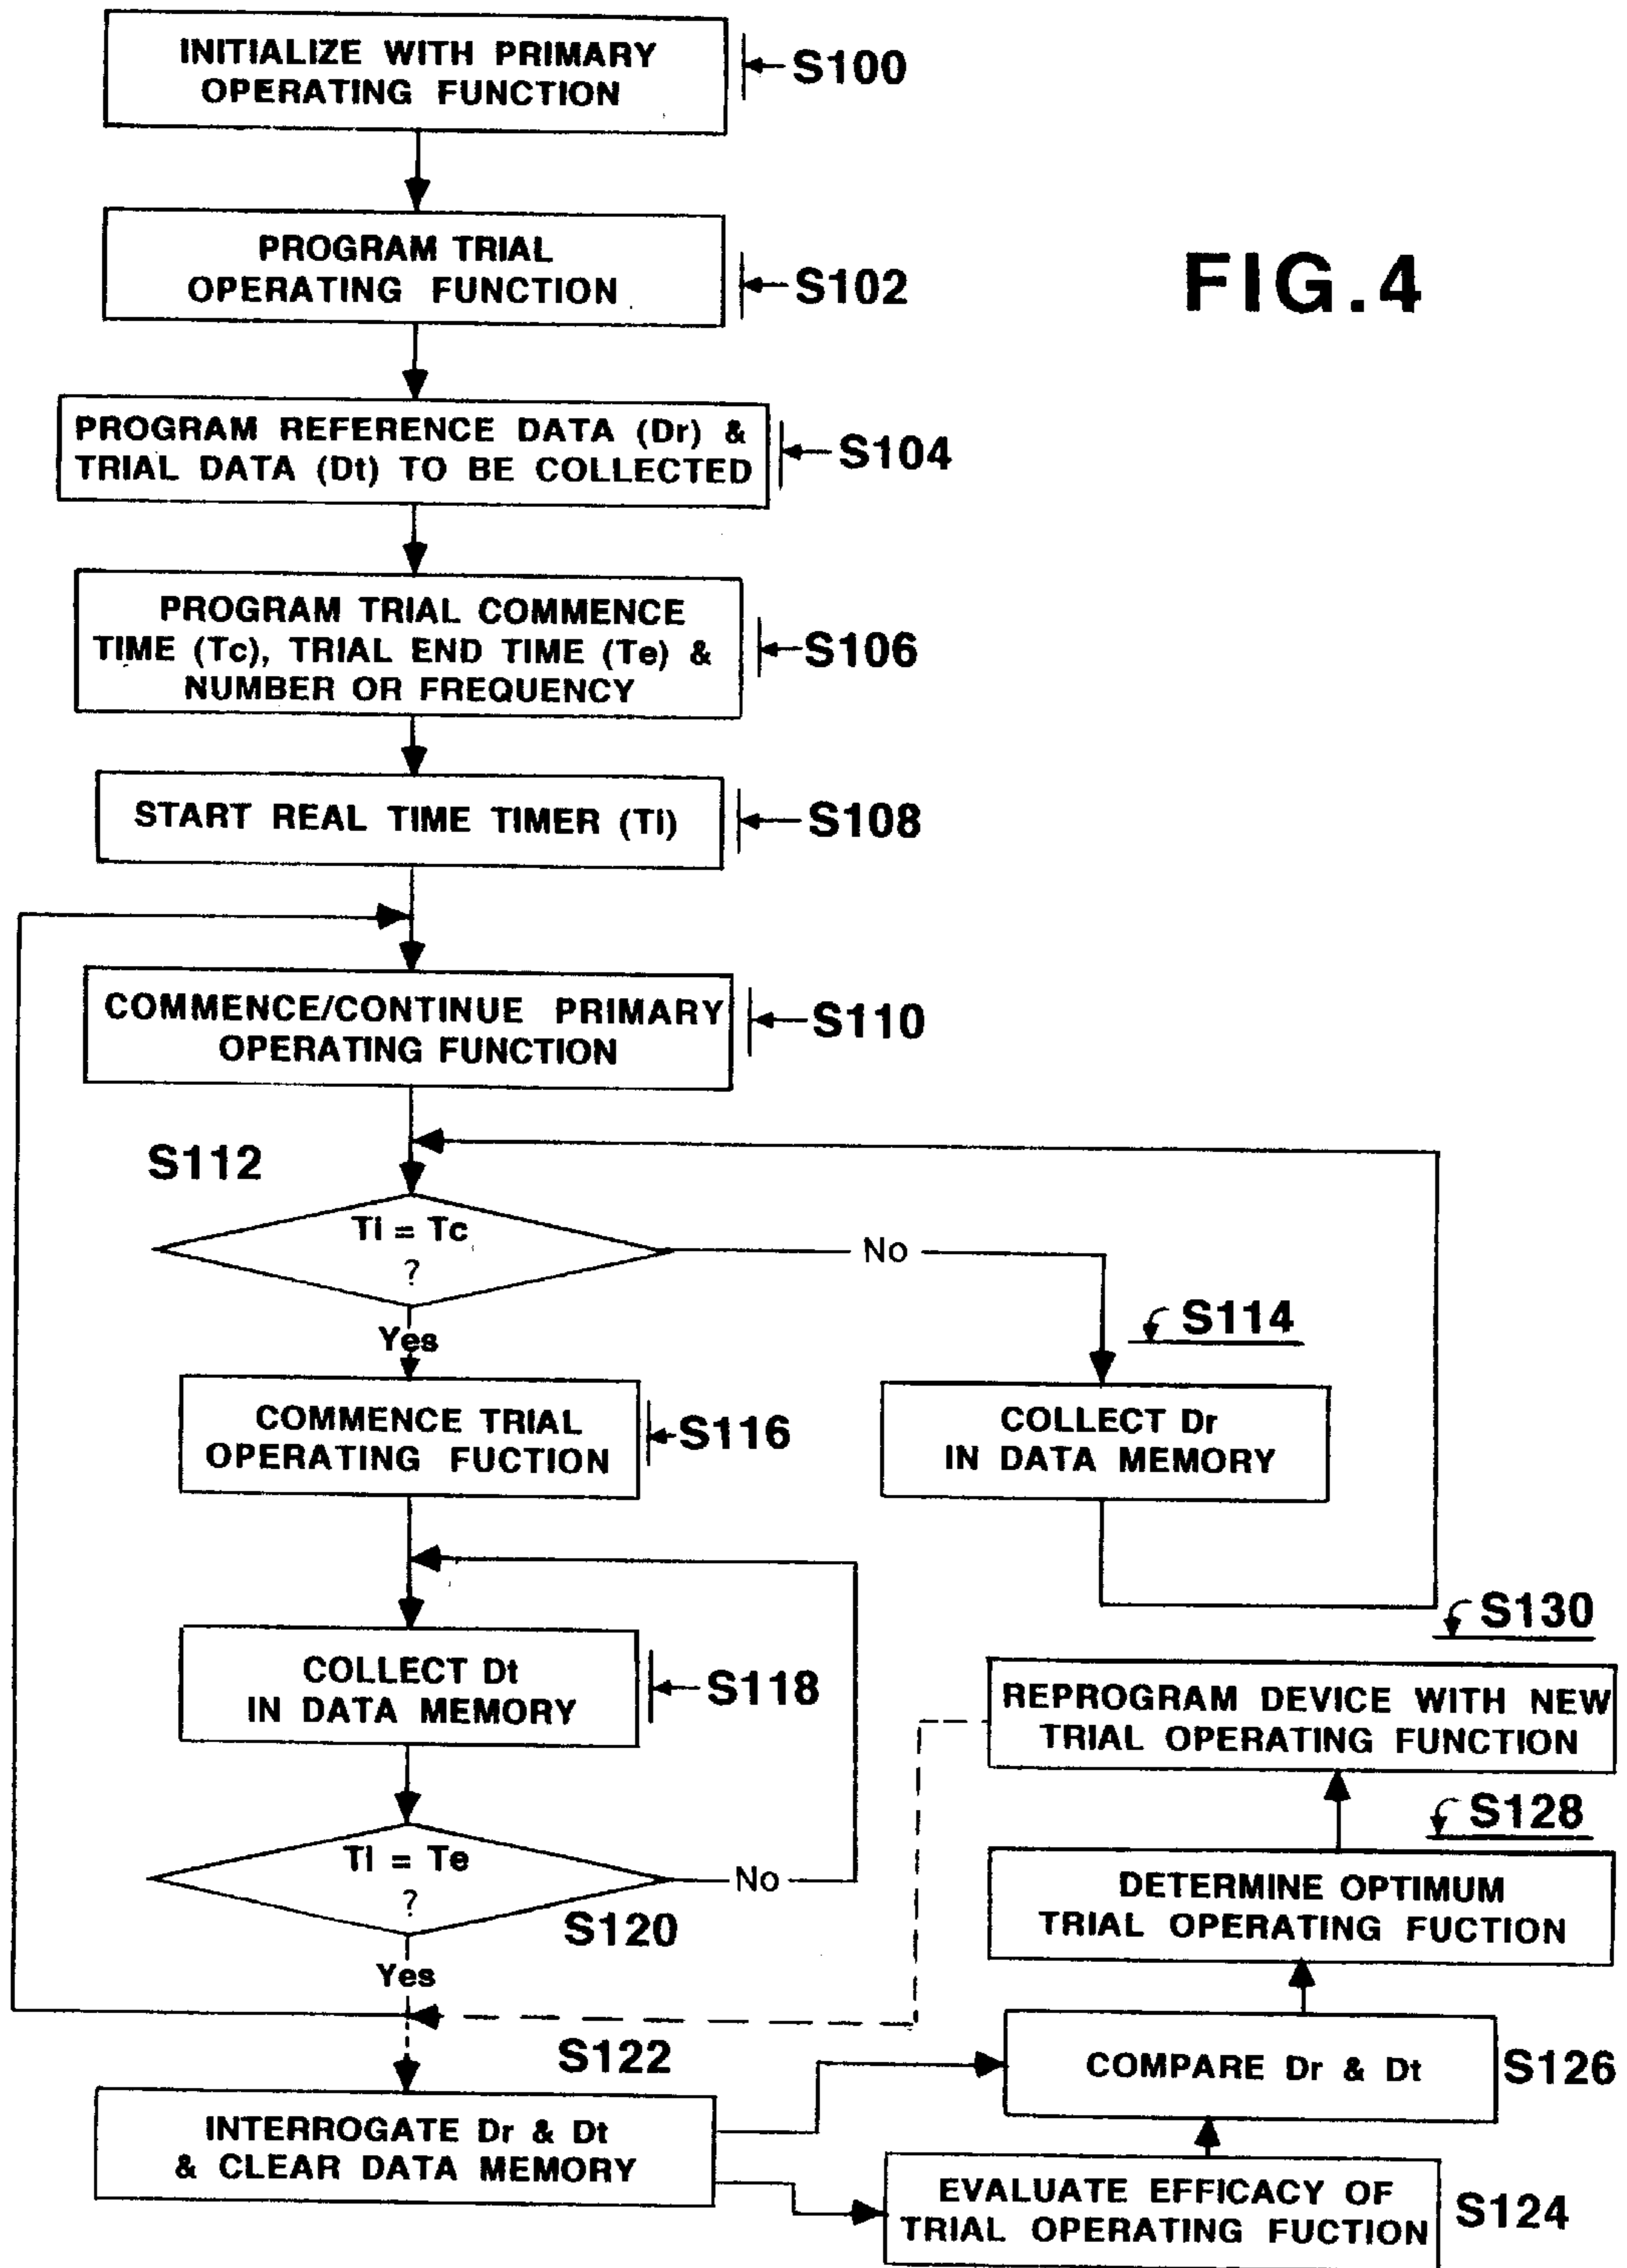 INITIALIZE WITH PRIMARY
OPERATING FUNCTION
S100
PROGRAM TRIAL
OPERATING FUNCTION
S102
FIG.4
PROGRAM REFERENCE DATA (Dr) &
TRIAL DATA (Dt) TO BE COLLECTED
S104
PROGRAM TRIAL COMMENCE
TIME (Tc), TRIAL END TIME (Te) &
NUMBER OR FREQUENCY
S106
START REAL TIME TIMER (Ti)
S108
COMMENCE/CONTINUE PRIMARY
OPERATING FUNCTION
S110
S112
Ti = Tc
?
No
Yes
S114
COLLECT Dr
IN DATA MEMORY
COMMENCE TRIAL
OPERATING FUCTION
S116
COLLECT Dt
IN DATA MEMORY
S118
Ti = Te
?
No
S120
Yes
S130
REPROGRAM DEVICE WITH NEW
TRIAL OPERATING FUNCTION
S128
DETERMINE OPTIMUM
TRIAL OPERATING FUCTION
S122
INTERROGATE Dr & Dt
& CLEAR DATA MEMORY
COMPARE Dr & Dt
S126
EVALUATE EFFICACY OF
TRIAL OPERATING FUCTION
S124